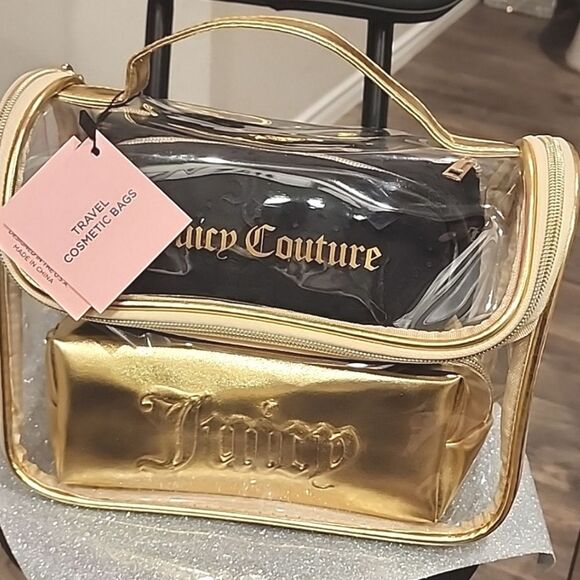 TRAVEL
COSMETIC BAGS
MADE IN CHINA
Juicy Couture
Juicy